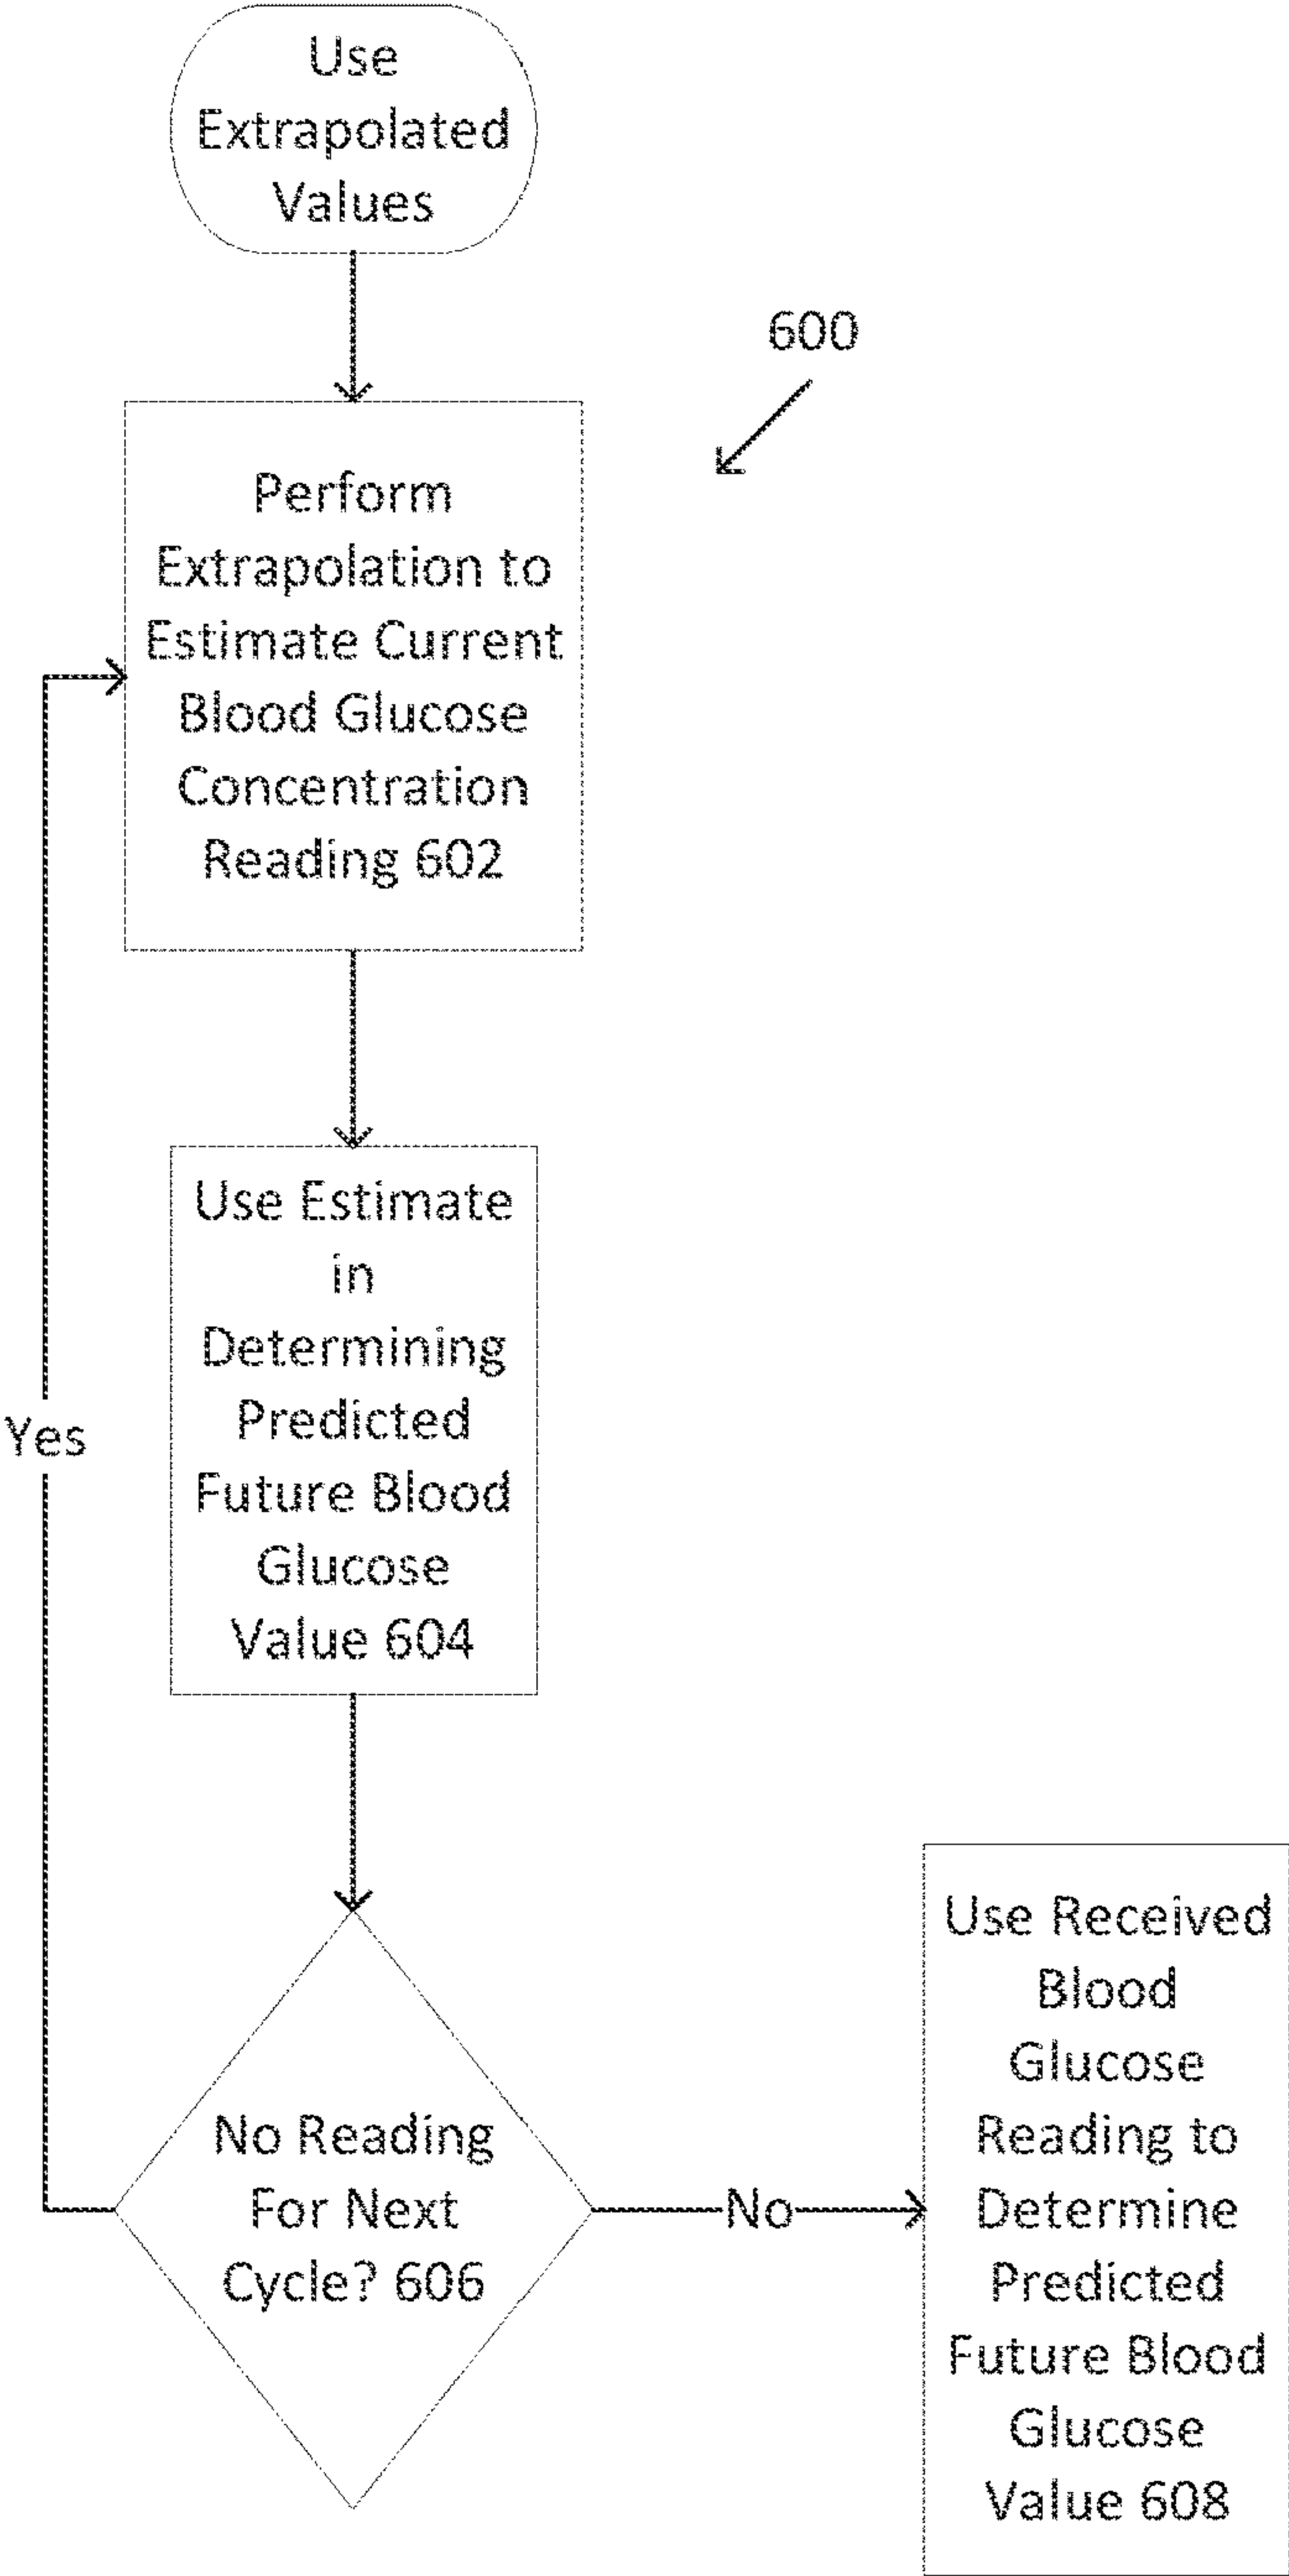 Use
Extrapolated
Values
600
Perform
Extrapolation to
Estimate Current
Blood Glucose
Concentration
Reading 602
Use Estimate
in
Determining
Predicted
Future Blood
Glucose
Value 604
Yes
No Reading
For Next
Cycle? 606
No
Use Received
Blood
Glucose
Reading to
Determine
Predicted
Future Blood
Glucose
Value 608